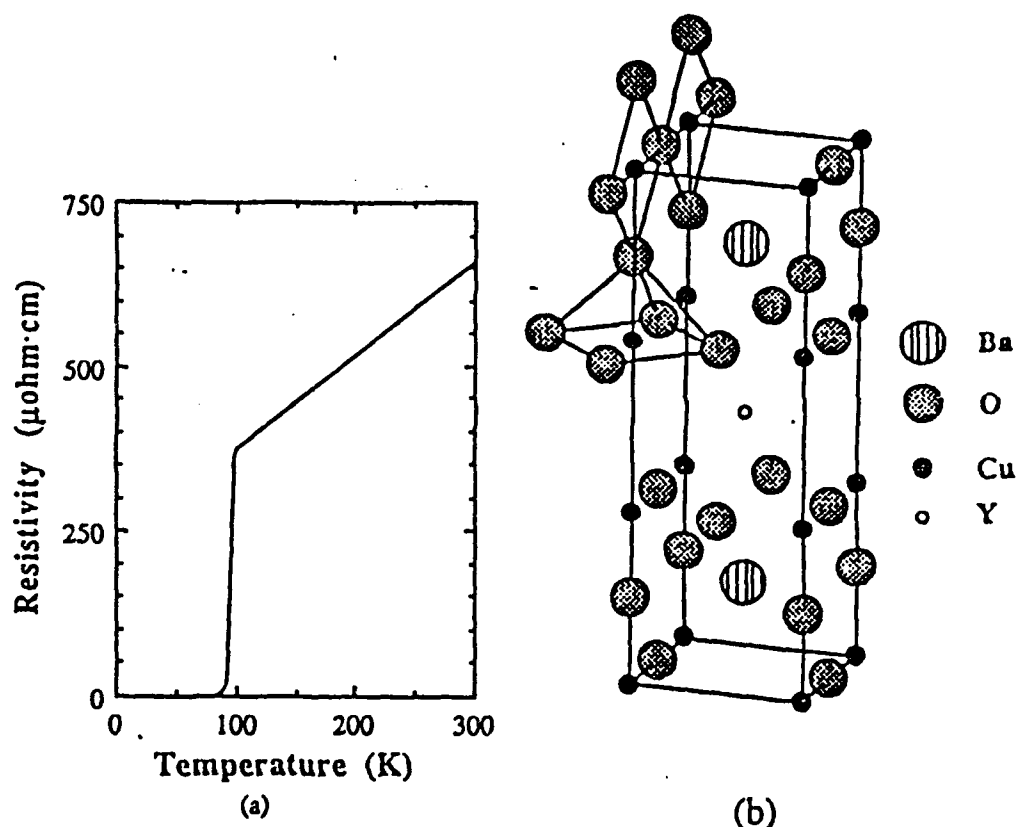 750
500
250
0
Resistivity (μohm·cm)
0
100
200
300
Temperature (K)
(a)
Ba
O
Cu
Y
(b)